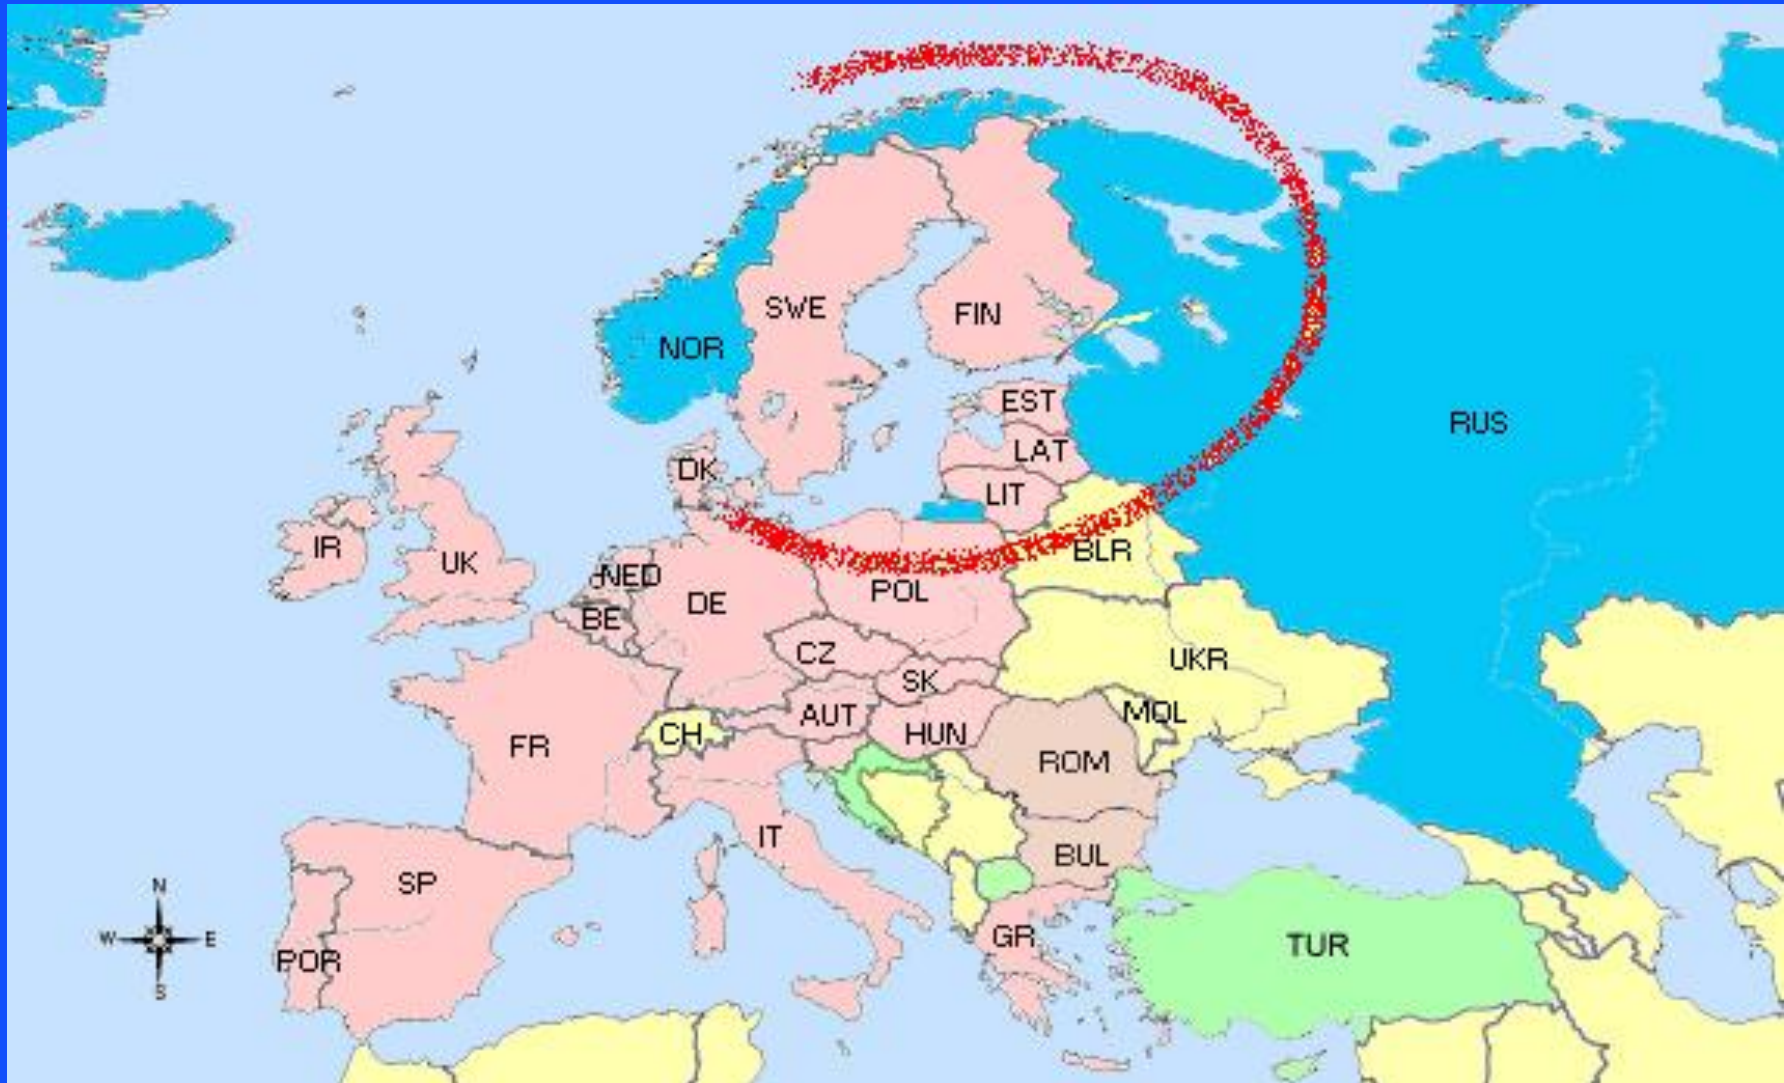 SWE
FIN
NOR
EST
RUS
LAT
DK
LIT
IR
UK
BLR
NED
DE
POL
BE
CZ
UKR
SK
AUT
MOL
CH
HUN
FR
ROM
IT
BUL
SP
N
W E
S
GR
TUR
POR